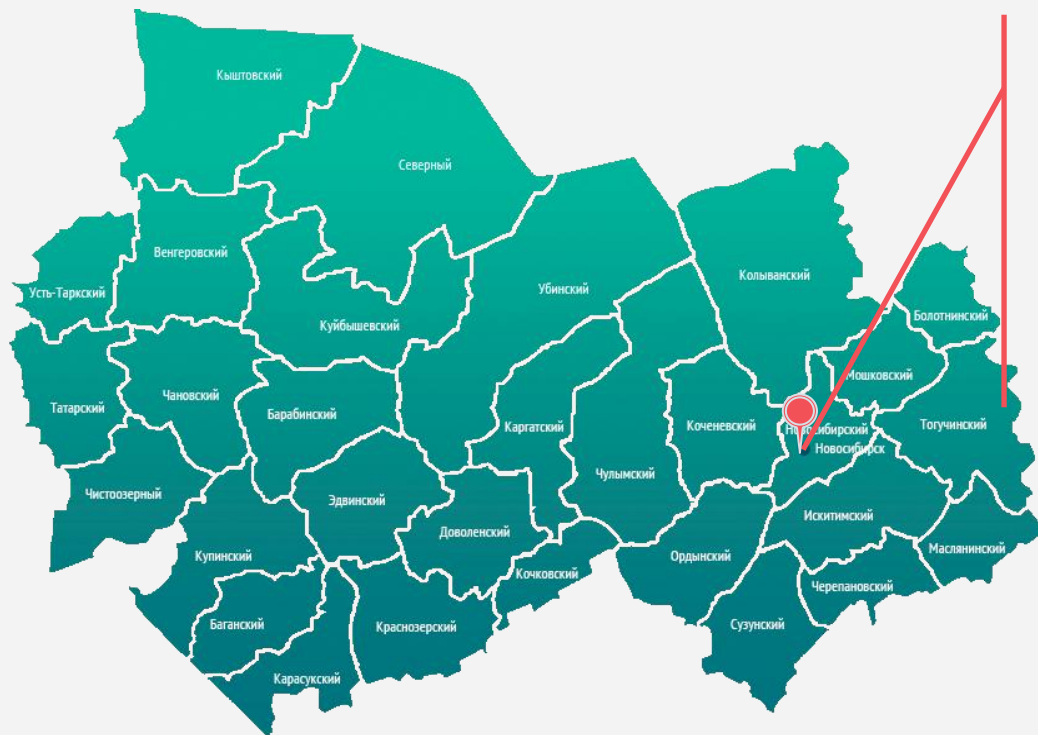 Кыштовский
Северный
Венгеровский
Колыванский
Усть-Таркский
Убинский
Болотнинский
Куйбышевский
Мошковский
Чановский
Татарский
Барабинский
Каргатский
Коченевский
Новосибирский
Тогучинский
Новосибирск
Чулымский
Чистоозерный
Эдвинский
Искитимский
Доволенский
Купинский
Ордынский
Маслянинский
Кочковский
Черепановский
Баганский
Краснозерский
Сузунский
Карасукский